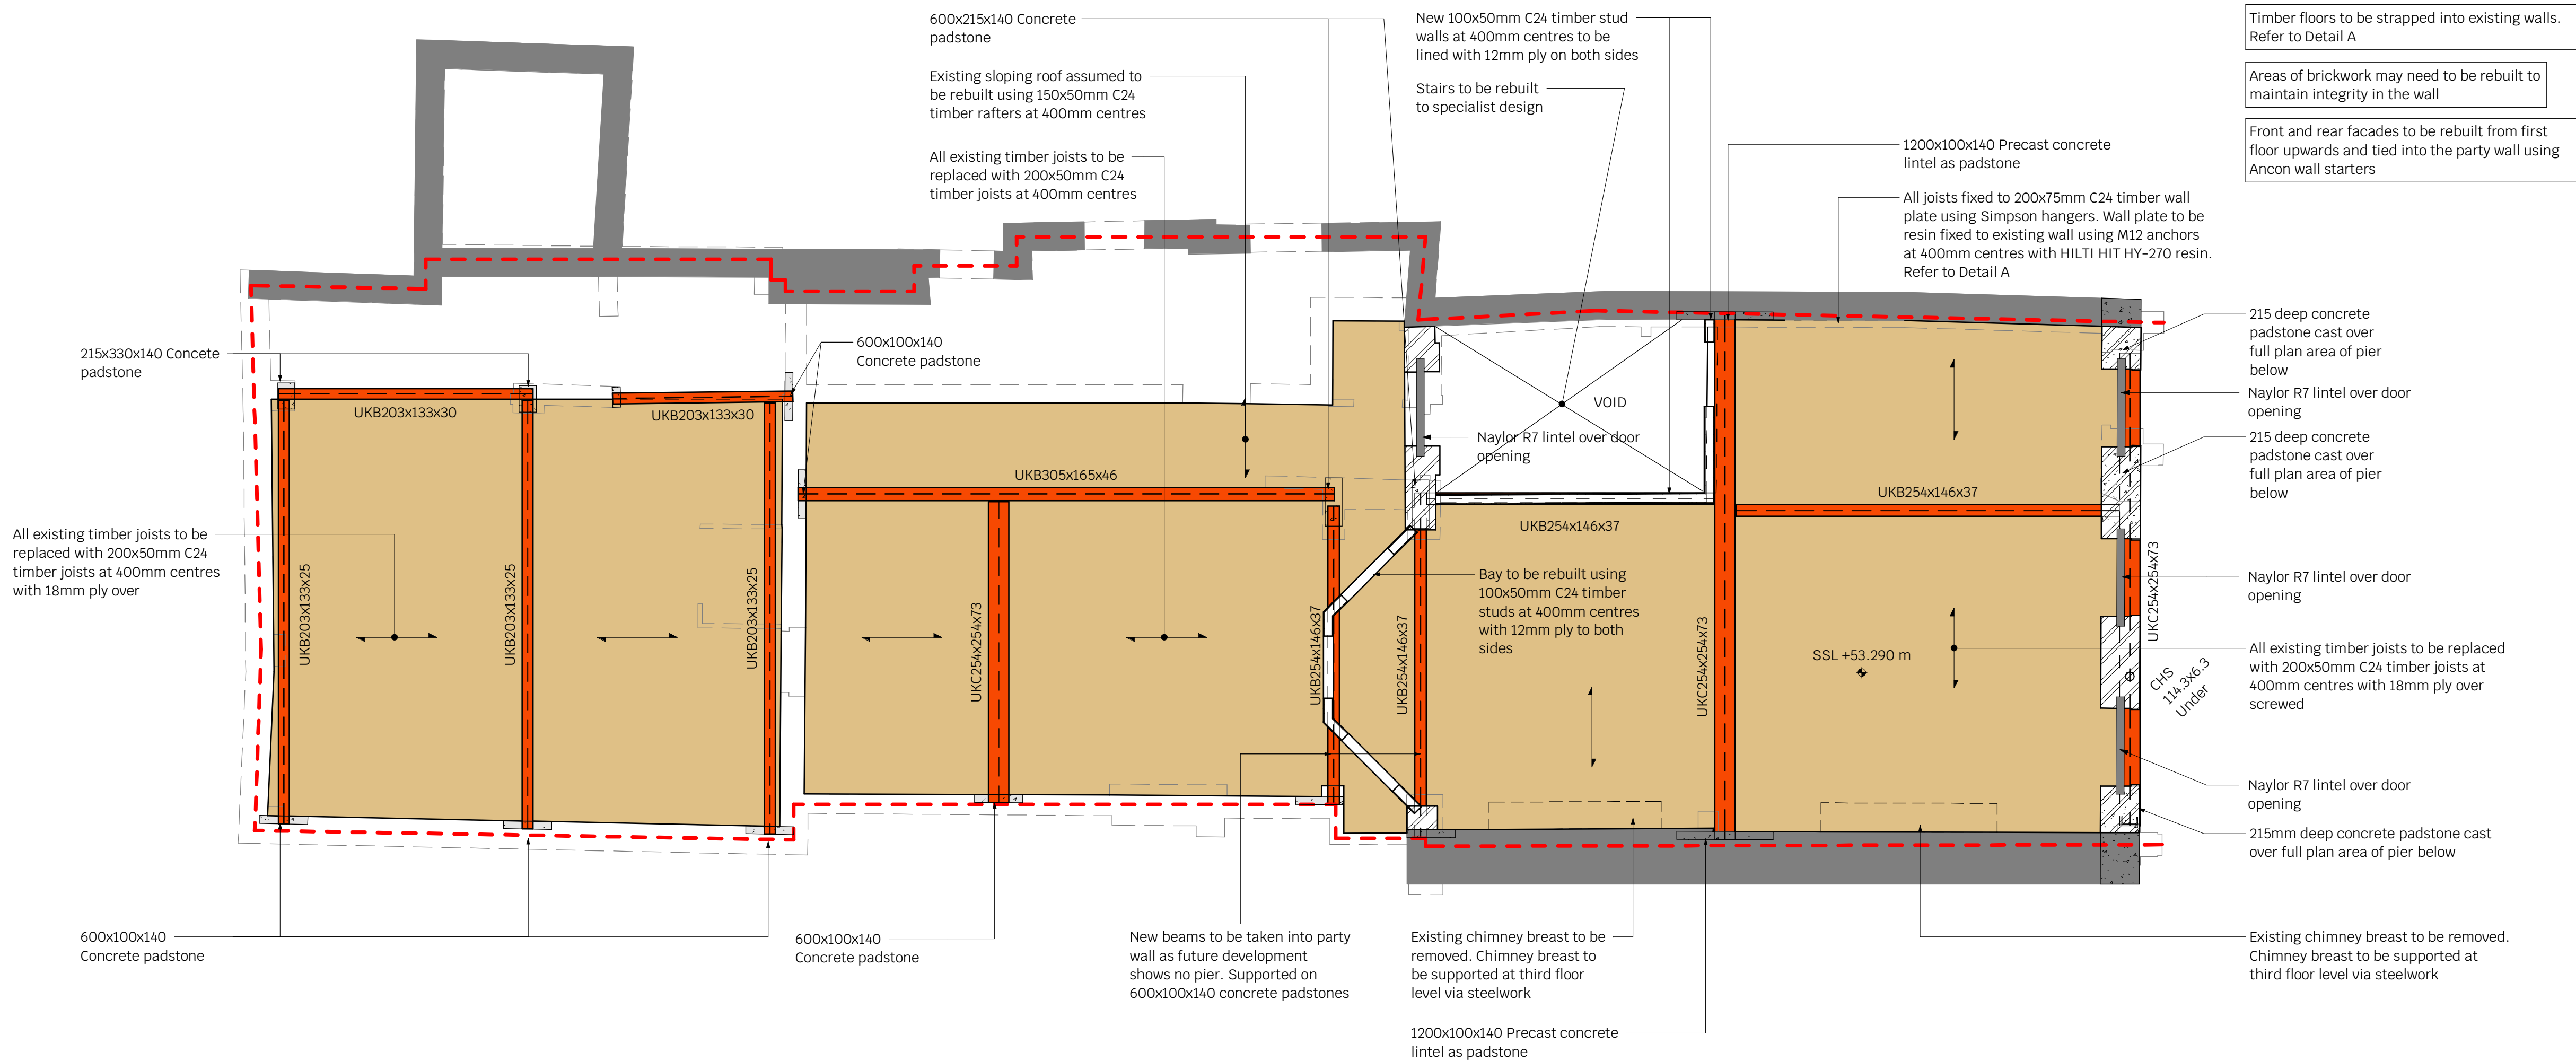 600x215x140 Concrete
padstone
Existing sloping roof assumed to
be rebuilt using 150x50mm C24
timber rafters at 400mm centres
All existing timber joists to be
replaced with 200x50mm C24
timber joists at 400mm centres
New 100x50mm C24 timber stud
walls at 400mm centres to be
lined with 12mm ply on both sides
Stairs to be rebuilt
to specialist design
Timber floors to be strapped into existing walls.
Refer to Detail A
Areas of brickwork may need to be rebuilt to
maintain integrity in the wall
Front and rear facades to be rebuilt from first
floor upwards and tied into the party wall using
Ancon wall starters
1200x100x140 Precast concrete
lintel as padstone
All joists fixed to 200x75mm C24 timber wall
plate using Simpson hangers. Wall plate to be
resin fixed to existing wall using M12 anchors
at 400mm centres with HILTI HIT HY-270 resin.
Refer to Detail A
215x330x140 Concete
padstone
600x100x140
Concrete padstone
215 deep concrete
padstone cast over
full plan area of pier
below
Naylor R7 lintel over door
opening
215 deep concrete
padstone cast over
full plan area of pier
below
UKB203x133x30
UKB203x133x30
VOID
Naylor R7 lintel over door
opening
UKB305x165x46
UKB254x146x37
UKB254x146x37
All existing timber joists to be
replaced with 200x50mm C24
timber joists at 400mm centres
with 18mm ply over
UKB203x133x25
UKB203x133x25
UKB203x133x25
UKC254x254x73
UKB254x146x37
UKB254x146x37
Bay to be rebuilt using
100x50mm C24 timber
studs at 400mm centres
with 12mm ply to both
sides
UKC254x254x73
SSL +53.290 m
UKC254x254x73
CHS
114.3x6.3
Under
Naylor R7 lintel over door
opening
All existing timber joists to be replaced
with 200x50mm C24 timber joists at
400mm centres with 18mm ply over
screwed
Naylor R7 lintel over door
opening
215mm deep concrete padstone cast
over full plan area of pier below
600x100x140
Concrete padstone
600x100x140
Concrete padstone
New beams to be taken into party
wall as future development
shows no pier. Supported on
600x100x140 concrete padstones
Existing chimney breast to be
removed. Chimney breast to
be supported at third floor
level via steelwork
1200x100x140 Precast concrete
lintel as padstone
Existing chimney breast to be removed.
Chimney breast to be supported at
third floor level via steelwork